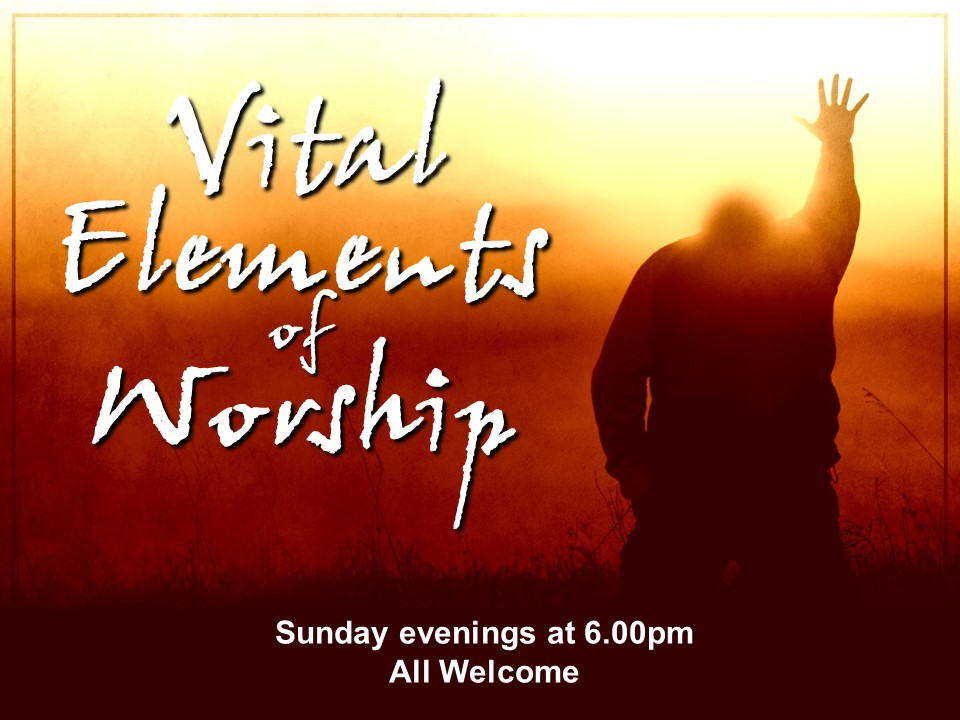 Vital
Elements
of
Worship
Sunday evenings at 6.00pm
All Welcome